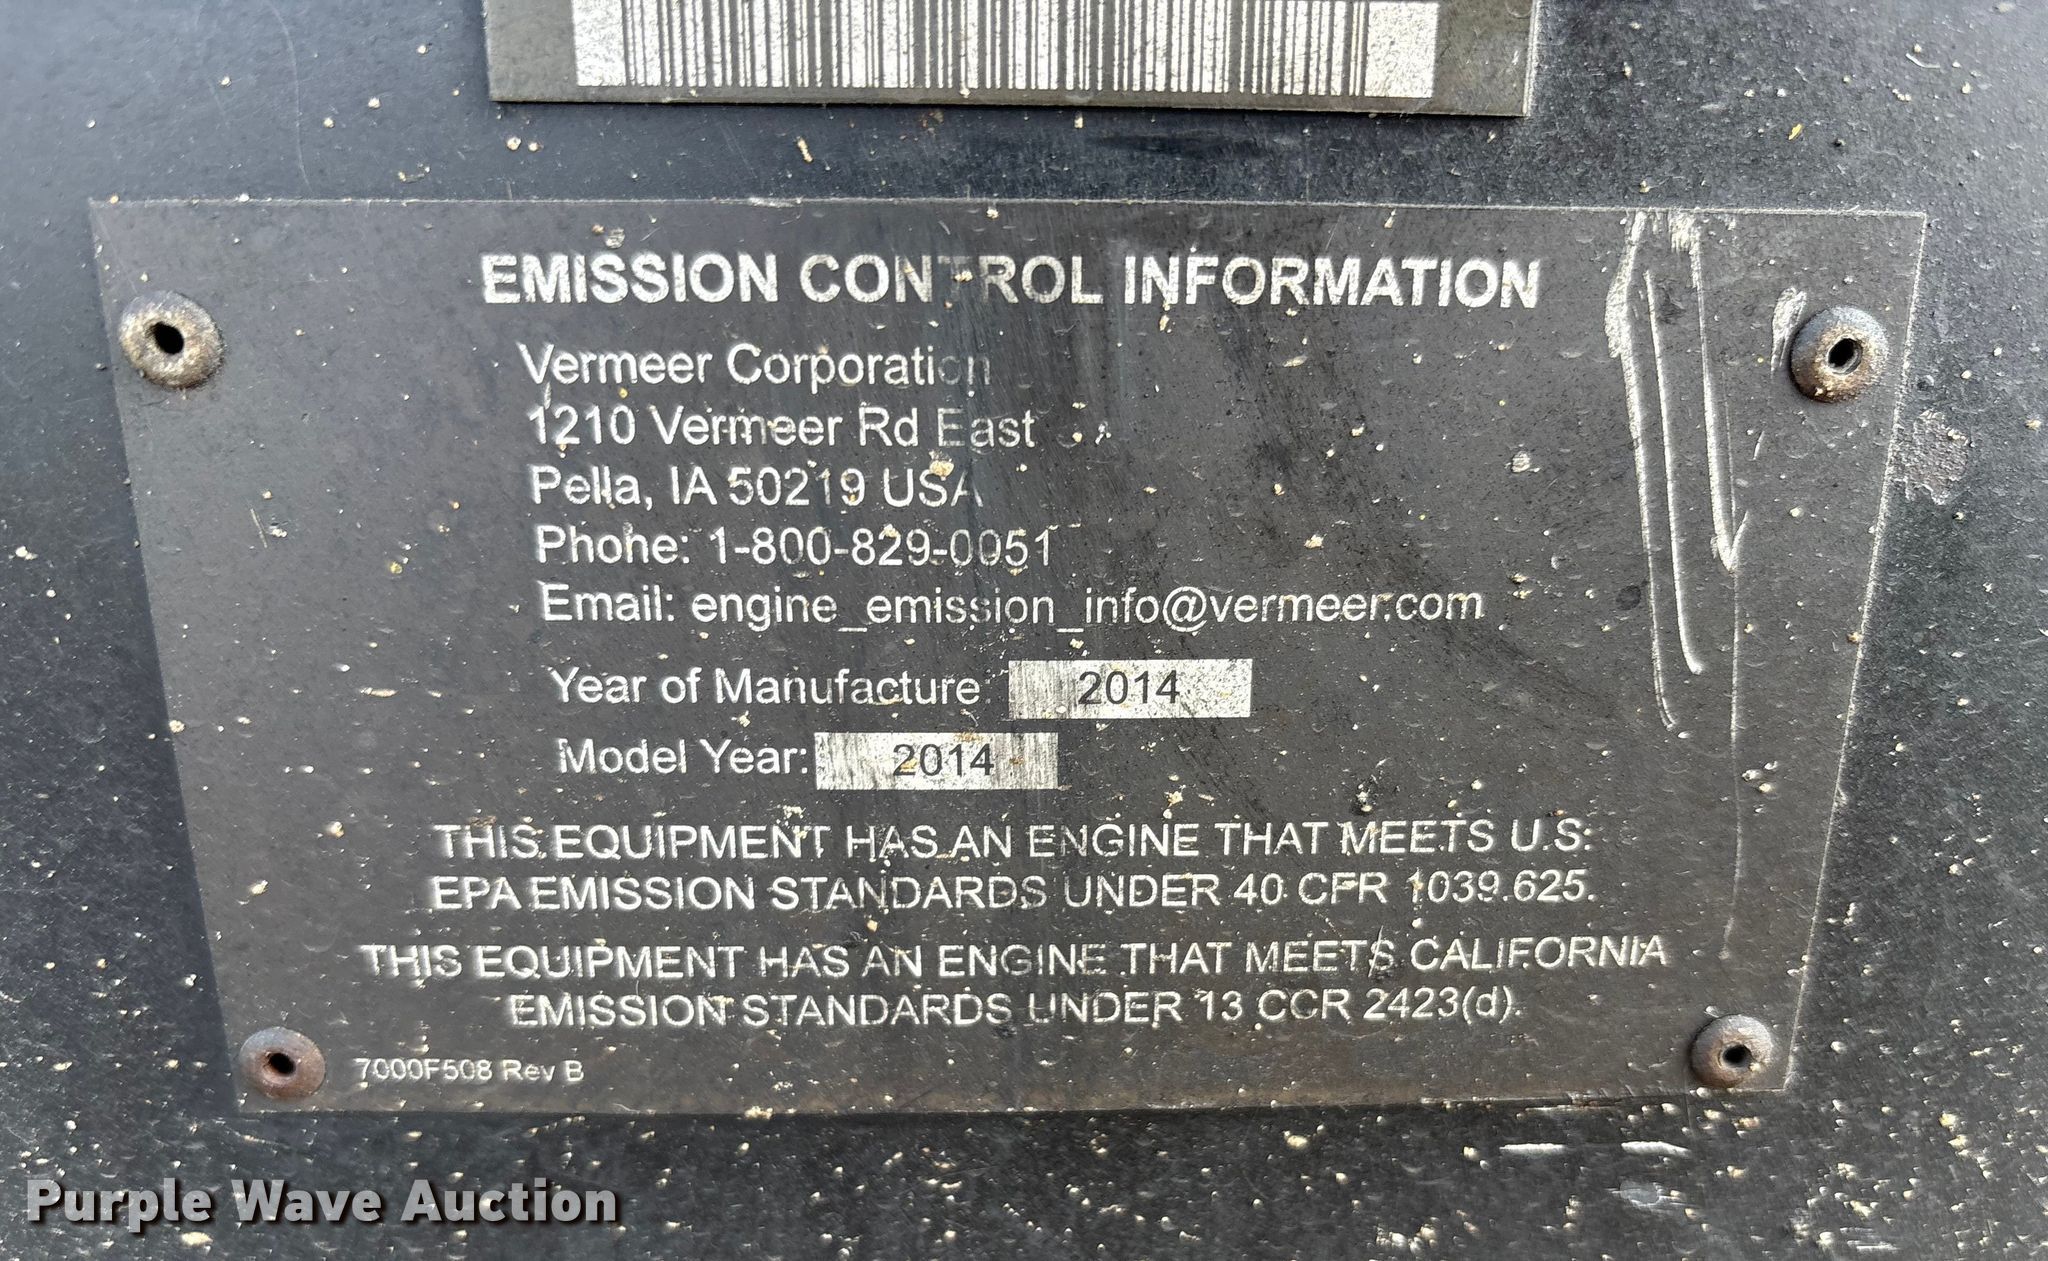 EMISSION CONTROL INFORMATION
Vermeer Corporation
1210 Vermeer Rd East
Pella, IA 50219 USA
Phone: 1-800-829-0051
Email: engine_emission_info@vermeer.com
Year of Manufacture: 2014
Model Year: 2014
THIS EQUIPMENT HAS AN ENGINE THAT MEETS U.S.
EPA EMISSION STANDARDS UNDER 40 CFR 1039.625.
THIS EQUIPMENT HAS AN ENGINE THAT MEETS CALIFORNIA
EMISSION STANDARDS UNDER 13 CCR 2423(d).
7000F508 Rev B
Purple Wave Auction